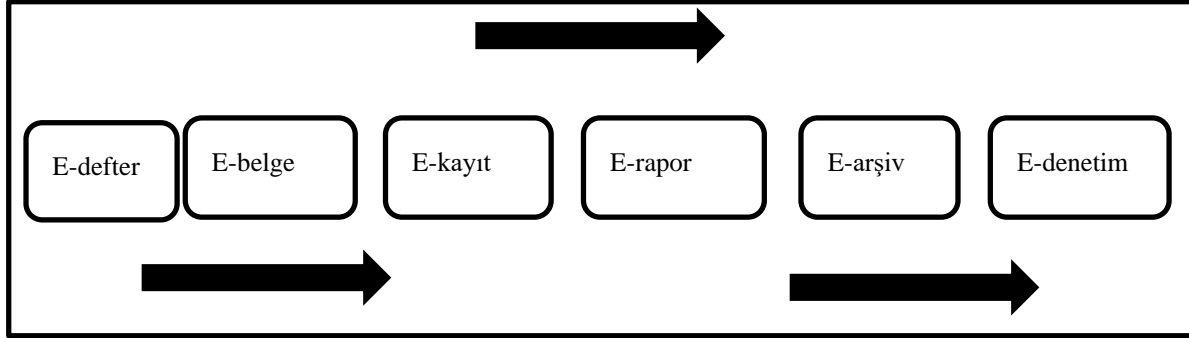 E-defter
E-belge
E-kayıt
E-rapor
E-arşiv
E-denetim